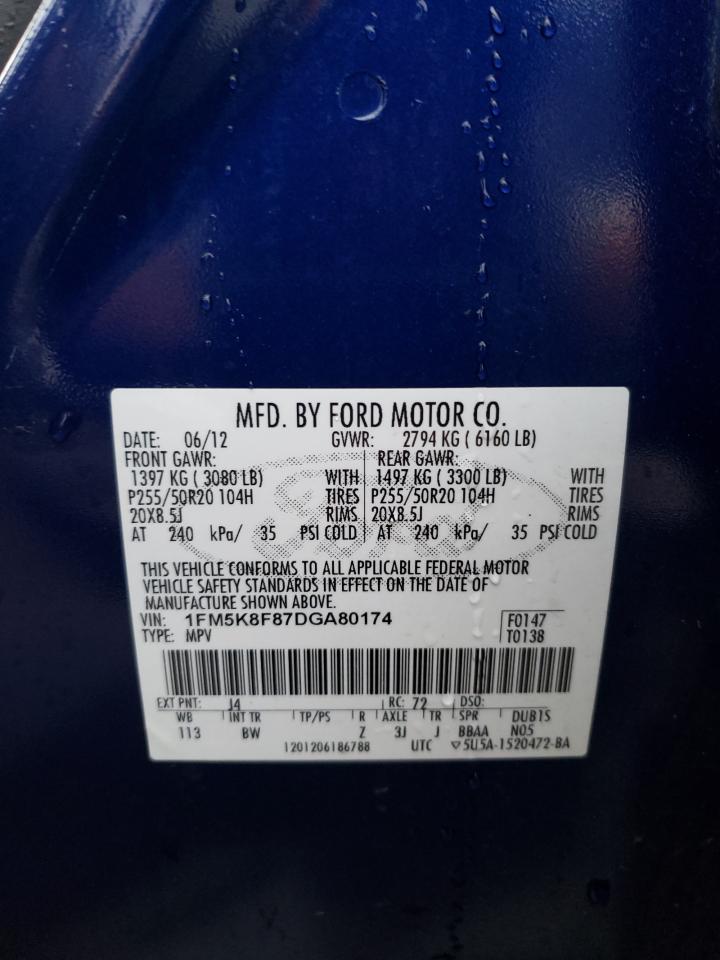 MFD. BY FORD MOTOR CO.
DATE: 06/12 GVWR: 2794 KG ( 6160 LB)
FRONT GAWR: REAR GAWR:
1397 KG ( 3080 LB) WITH 1497 KG ( 3300 LB) WITH
P255/50R20 104H TIRES P255/50R20 104H TIRES
20X8.5J RIMS 20X8.5J RIMS
AT 240 kPa/ 35 PSI COLD AT 240 kPa/ 35 PSI COLD
THIS VEHICLE CONFORMS TO ALL APPLICABLE FEDERAL MOTOR
VEHICLE SAFETY STANDARDS IN EFFECT ON THE DATE OF
MANUFACTURE SHOWN ABOVE.
VIN: 1FM5K8F87DGA80174 F0147
TYPE: MPV T0138
EXT PNT: J4 RC: 72 DSO:
WB INT TR TP/PS R AXLE TR SPR DUB1S
113 BW Z 3J J BBAA N05
1201206186788 UTC ▽5U5A-1520472-BA